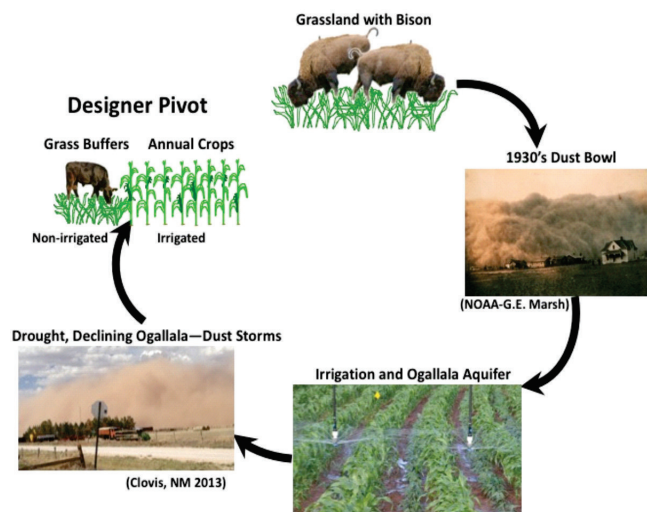 Grassland with Bison
1930's Dust Bowl
(NOAA-G.E. Marsh)
Irrigation and Ogallala Aquifer
Drought, Declining Ogallala—Dust Storms
(Clovis, NM 2013)
Designer Pivot
Grass Buffers Annual Crops
Non-irrigated Irrigated